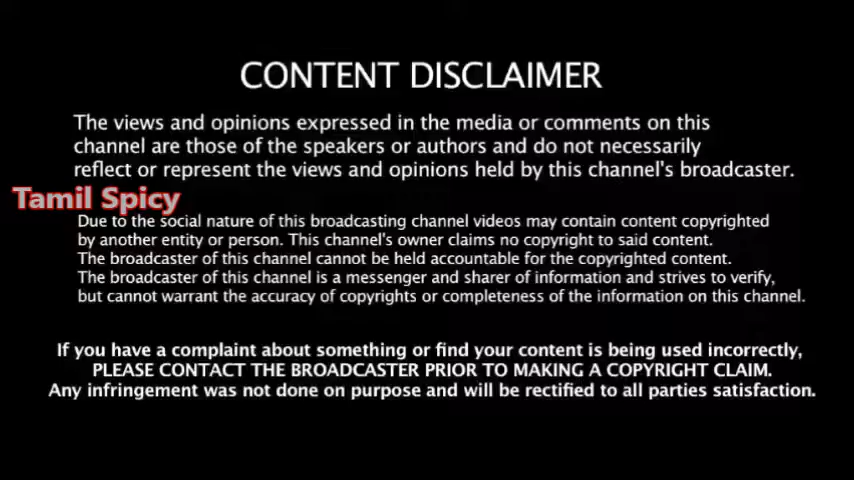 CONTENT DISCLAIMER
The views and opinions expressed in the media or comments on this
channel are those of the speakers or authors and do not necessarily
reflect or represent the views and opinions held by this channel's broadcaster.
Tamil Spicy
Due to the social nature of this broadcasting channel videos may contain content copyrighted
by another entity or person. This channel's owner claims no copyright to said content.
The broadcaster of this channel cannot be held accountable for the copyrighted content.
The broadcaster of this channel is a messenger and sharer of information and strives to verify,
but cannot warrant the accuracy of copyrights or completeness of the information on this channel.
If you have a complaint about something or find your content is being used incorrectly,
PLEASE CONTACT THE BROADCASTER PRIOR TO MAKING A COPYRIGHT CLAIM.
Any infringement was not done on purpose and will be rectified to all parties satisfaction.